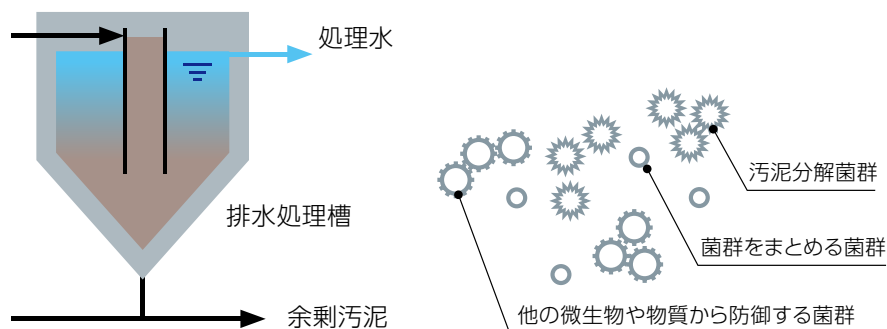 処理水
排水処理槽
余剰汚泥
汚泥分解菌群
菌群をまとめる菌群
他の微生物や物質から防御する菌群